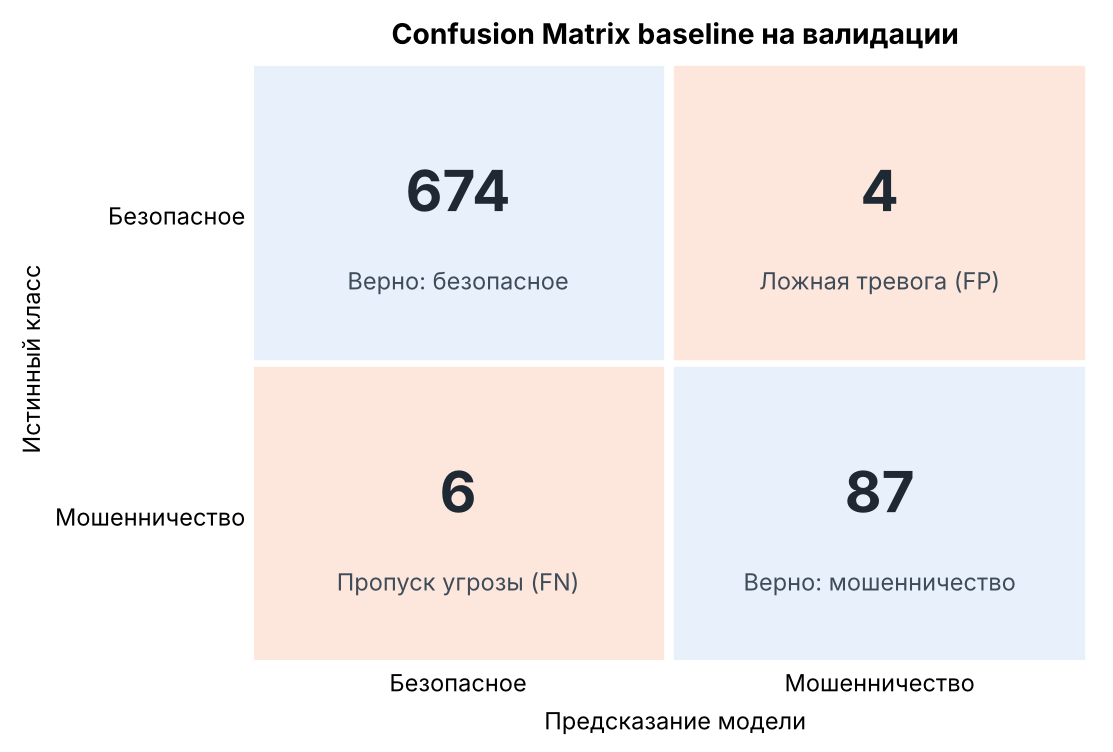 Confusion Matrix baseline на валидации
Истинный класс
Безопасное
674
Верно: безопасное
4
Ложная тревога (FP)
Мошенничество
6
Пропуск угрозы (FN)
87
Верно: мошенничество
Безопасное
Мошенничество
Предсказание модели